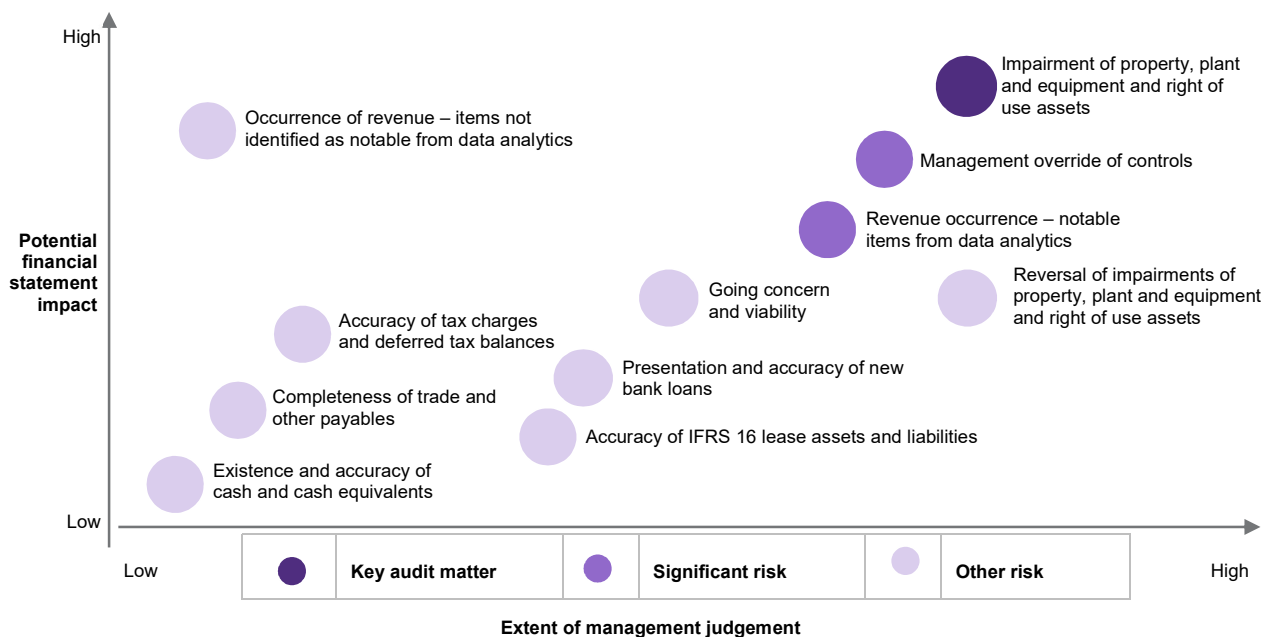 High
Impairment of property, plant
and equipment and right of
use assets
Occurrence of revenue – items not
identified as notable from data analytics
Management override of controls
Revenue occurrence – notable
items from data analytics
Potential
financial
statement
impact
Going concern
and viability
Reversal of impairments of
property, plant and equipment
and right of use assets
Accuracy of tax charges
and deferred tax balances
Presentation and accuracy of new
bank loans
Completeness of trade and
other payables
Accuracy of IFRS 16 lease assets and liabilities
Existence and accuracy of
cash and cash equivalents
Low
Low
Key audit matter
Significant risk
Other risk
High
Extent of management judgement